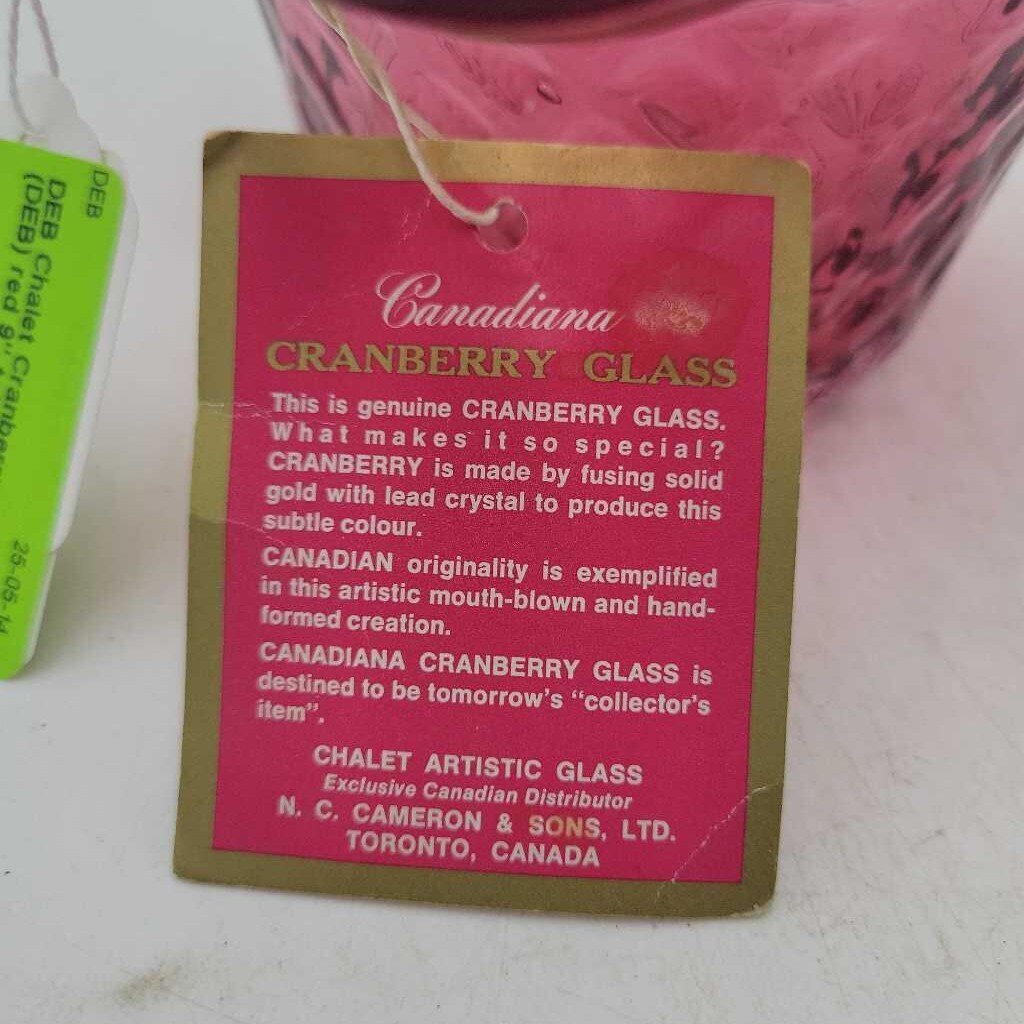 Canadiana
CRANBERRY GLASS
This is genuine CRANBERRY GLASS.
What makes it so special?
CRANBERRY is made by fusing solid
gold with lead crystal to produce this
subtle colour.
CANADIAN originality is exemplified
in this artistic mouth-blown and hand-
formed creation.
CANADIANA CRANBERRY GLASS is
destined to be tomorrow's "collector's
item".
CHALET ARTISTIC GLASS
Exclusive Canadian Distributor
N. C. CAMERON & SONS, LTD.
TORONTO, CANADA
DEB
DEB Chalet
(DEB) red
25-05-14